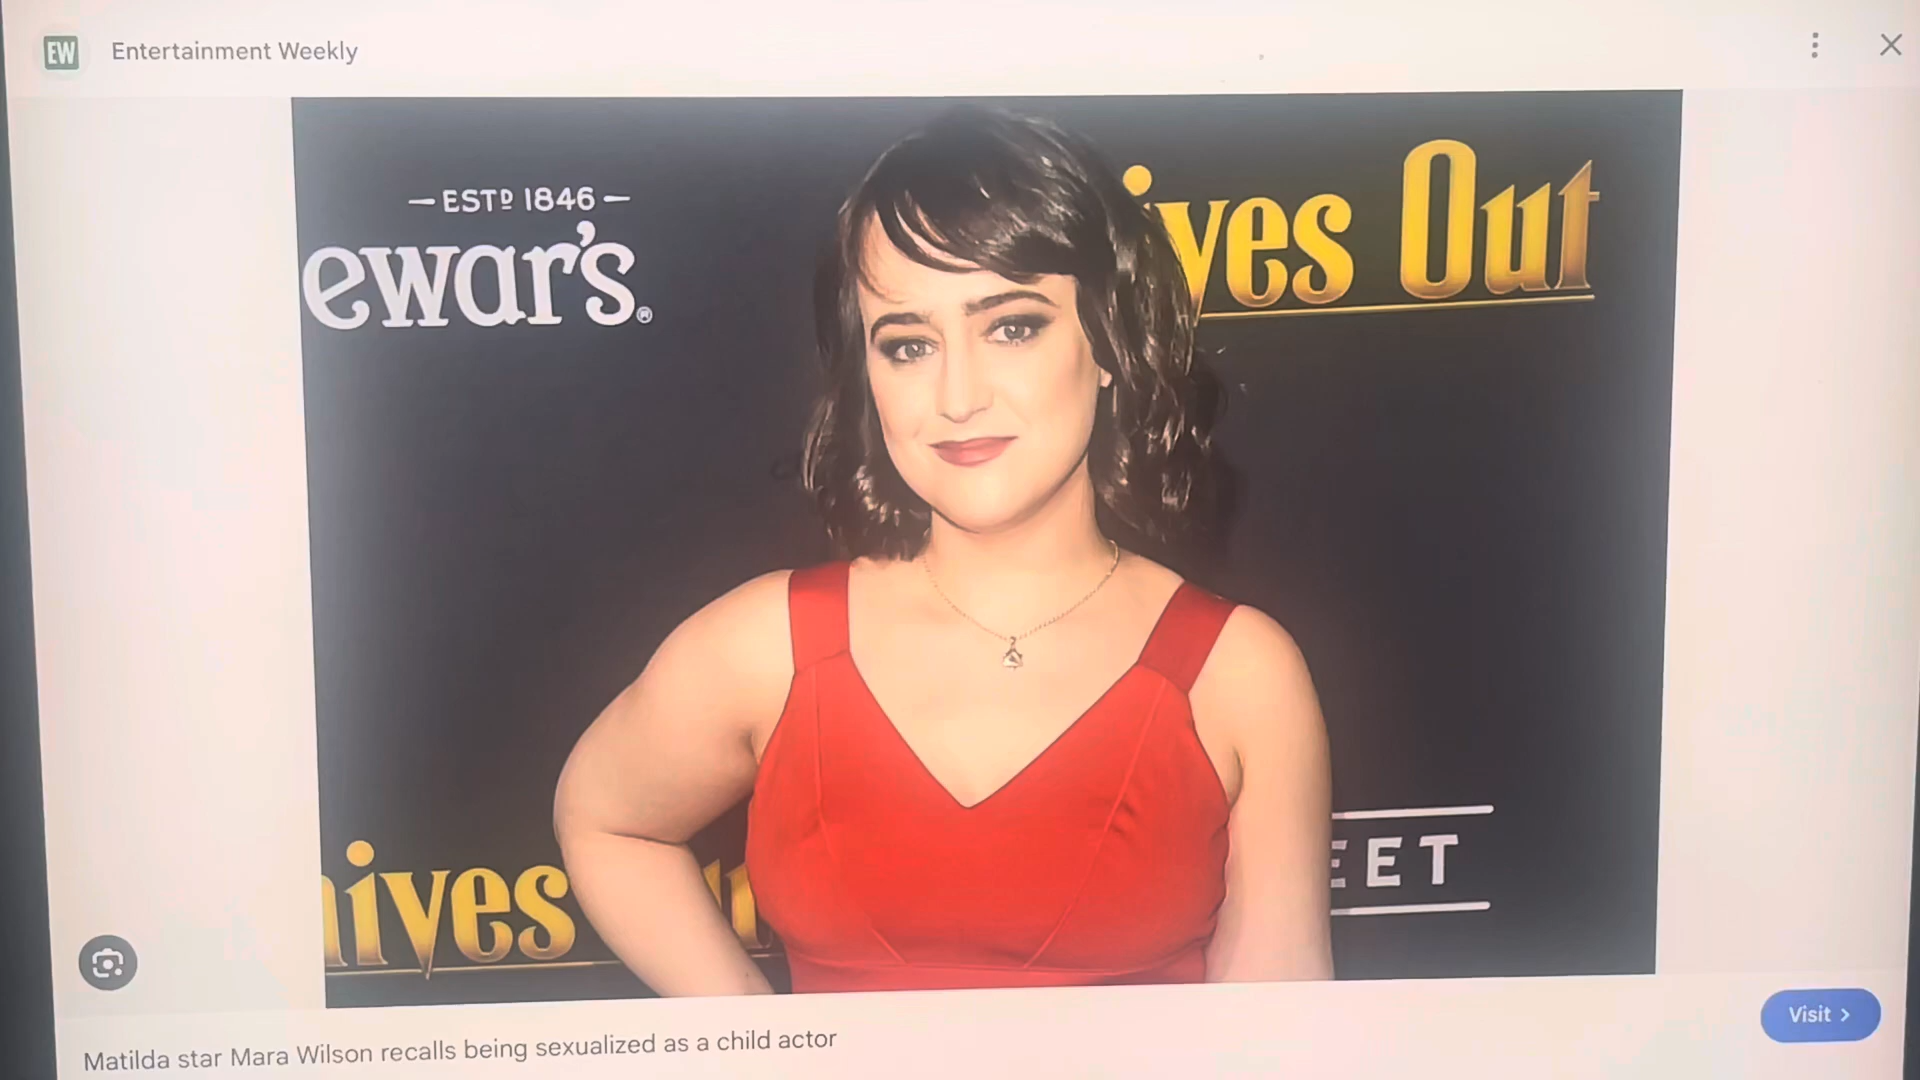 EW Entertainment Weekly
ESTD 1846
ewar's®
ives Out
ives
EET
Visit >
Matilda star Mara Wilson recalls being sexualized as a child actor